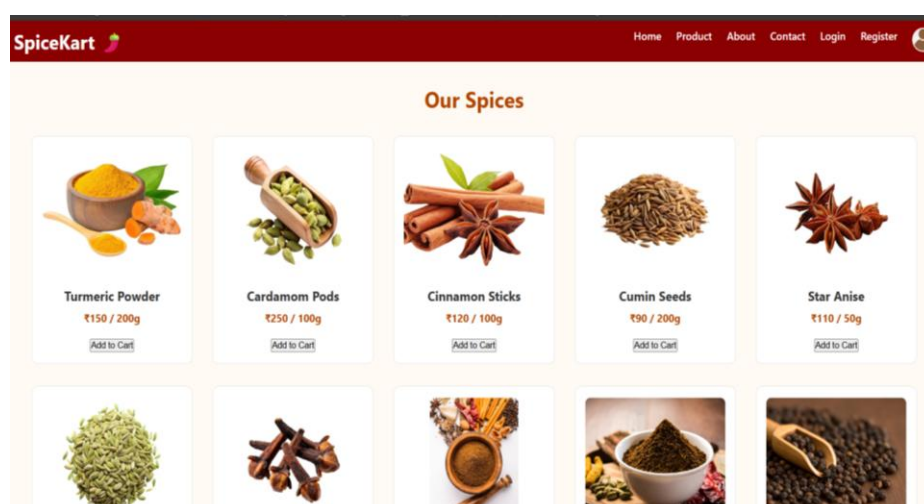 SpiceKart
Home Product About Contact Login Register
Our Spices
Turmeric Powder
₹150 / 200g
Add to Cart
Cardamom Pods
₹250 / 100g
Add to Cart
Cinnamon Sticks
₹120 / 100g
Add to Cart
Cumin Seeds
₹90 / 200g
Add to Cart
Star Anise
₹110 / 50g
Add to Cart